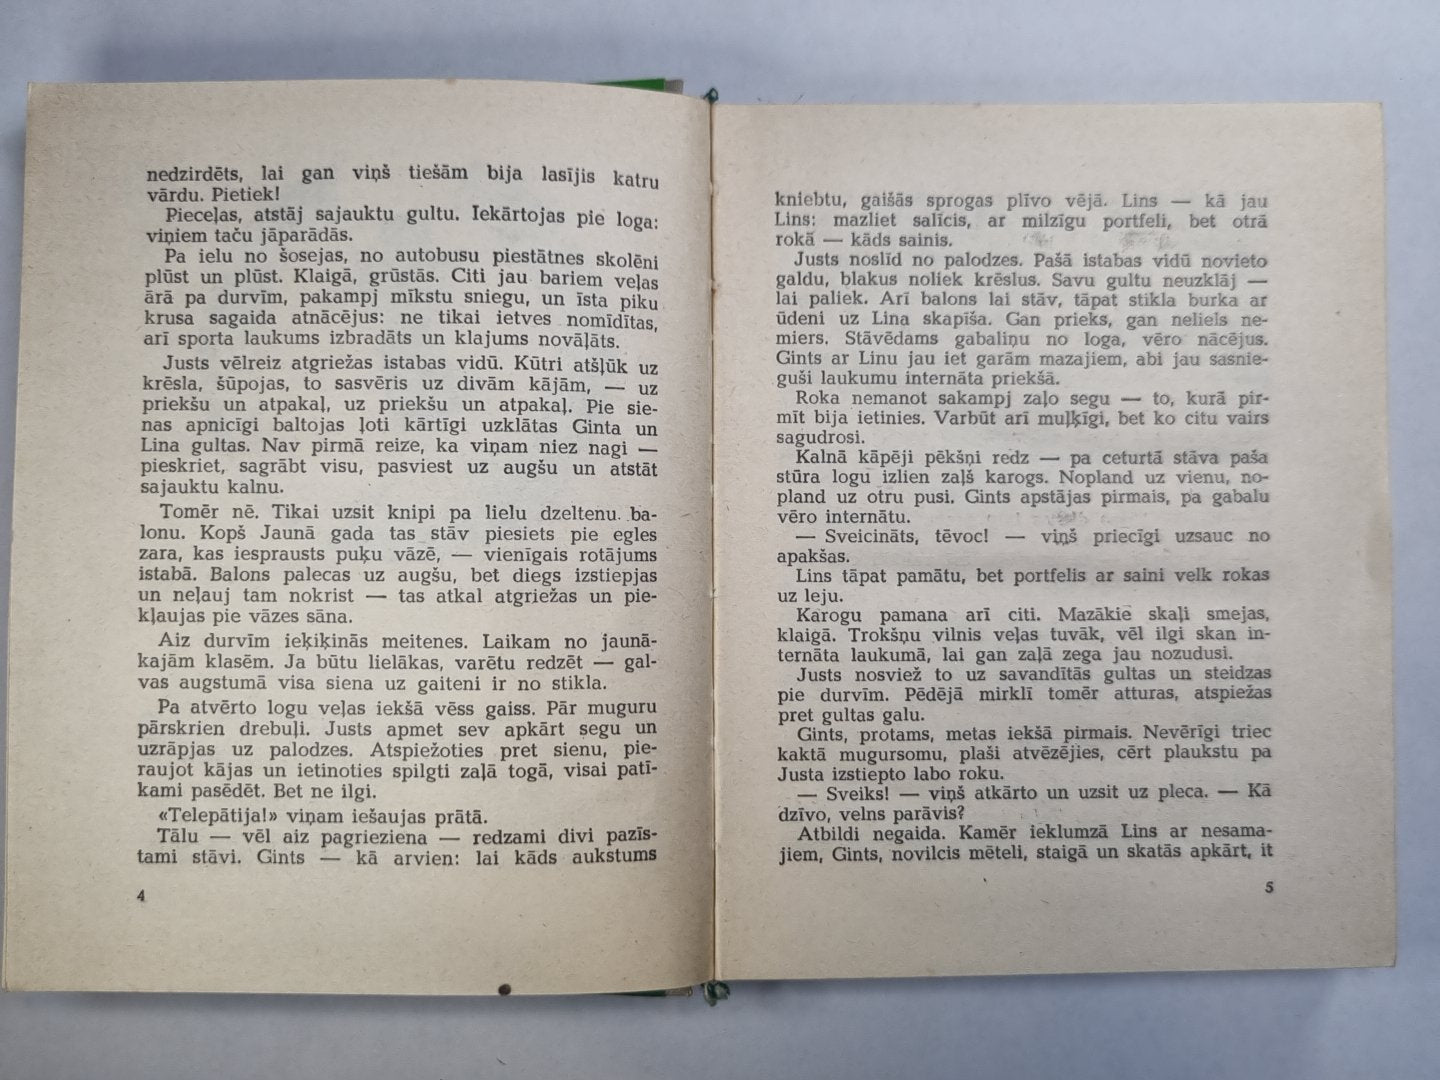 nedzirdēts, lai gan viņš tiešām bija lasījis katru
vārdu. Pietiek!
Pieceļas, atstāj sajauktu gultu. Iekārtojas pie loga:
viņiem taču jāparādās.
Pa ielu no šosejas, no autobusu piestātnes skolēni
plūst un plūst. Klaigā, grūstās. Citi jau bariem veļas
ārā pa durvīm, pakampj mīkstu sniegu, un īsta piku
krusa sagaida atnācējus: ne tikai ietves nomīdītas,
arī sporta laukums izbradāts un klajums novāļāts.
Justs vēlreiz atgriežas istabas vidū. Kūtri atšļūk uz
krēsla, šūpojas, to sasvēris uz divām kājām, — uz
priekšu un atpakaļ, uz priekšu un atpakaļ. Pie sie-
nas apnicīgi baltojas ļoti kārtīgi uzklātas Ginta un
Lina gultas. Nav pirmā reize, ka viņam niez nagi —
pieskriet, sagrābt visu, pasviest uz augšu un atstāt
sajauktu kalnu.
Tomēr nē. Tikai uzsit knipi pa lielu dzeltenu ba-
lonu. Kopš Jaunā gada tas stāv piesiets pie egles
zara, kas iesprausts puķu vāzē, — vienīgais rotājums
istabā. Balons palecas uz augšu, bet diegs izstiepjas
un neļauj tam nokrist — tas atkal atgriežas un pie-
kļaujas pie vāzes sāna.
Aiz durvīm ieķiķinās meitenes. Laikam no jaunā-
kajām klasēm. Ja būtu lielākas, varētu redzēt — gal-
vas augstumā visa siena uz gaiteni ir no stikla.
Pa atvērto logu veļas iekšā vēss gaiss. Pār muguru
pārskrien drebuļi. Justs apmet sev apkārt segu un
uzrāpjas uz palodzes. Atspiežoties pret sienu, pie-
raujot kājas un ietinoties spilgti zaļā togā, visai patī-
kami pasēdēt. Bet ne ilgi.
«Telepātija!» viņam iešaujas prātā.
Tālu — vēl aiz pagrieziena — redzami divi pazīs-
tami stāvi. Gints — kā arvien: lai kāds aukstums
4
kniebtu, gaišās sprogas plīvo vējā. Lins — kā jau
Lins: mazliet salīcis, ar milzīgu portfeli, bet otrā
rokā — kāds sainis.
Justs noslīd no palodzes. Pašā istabas vidū novieto
galdu, blakus noliek krēslus. Savu gultu neuzklāj —
lai paliek. Arī balons lai stāv, tāpat stikla burka ar
ūdeni uz Lina skapīša. Gan prieks, gan neliels ne-
miers. Stāvēdams gabaliņu no loga, vēro nācējus.
Gints ar Linu jau iet garām mazajiem, abi jau sasnie-
guši laukumu internāta priekšā.
Roka nemanot sakampj zaļo segu — to, kurā pir-
mīt bija ietinies. Varbūt arī muļķīgi, bet ko citu vairs
sagudrosi.
Kalnā kāpēji pēkšņi redz — pa ceturtā stāva paša
stūra logu izlien zaļš karogs. Nopland uz vienu, no-
pland uz otru pusi. Gints apstājas pirmais, pa gabalu
vēro internātu.
— Sveicināts, tēvoc! — viņš priecīgi uzsauc no
apakšas.
Lins tāpat pamātu, bet portfelis ar saini velk rokas
uz leju.
Karogu pamana arī citi. Mazākie skaļi smejas,
klaigā. Trokšņu vilnis veļas tuvāk, vēl ilgi skan in-
ternāta laukumā, lai gan zaļā zega jau nozudusi.
Justs nosviež to uz savandītās gultas un steidzas
pie durvīm. Pēdējā mirklī tomēr atturas, atspiežas
pret gultas galu.
Gints, protams, metas iekšā pirmais. Nevērīgi triec
kaktā mugursomu, plaši atvēzējies, cērt plaukstu pa
Justa izstiepto labo roku.
— Sveiks! — viņš atkārto un uzsit uz pleca. — Kā
dzīvo, velns parāvis?
Atbildi negaida. Kamēr ieklumzā Lins ar nesama-
jiem, Gints, novilcis mēteli, staigā un skatās apkārt, it
5